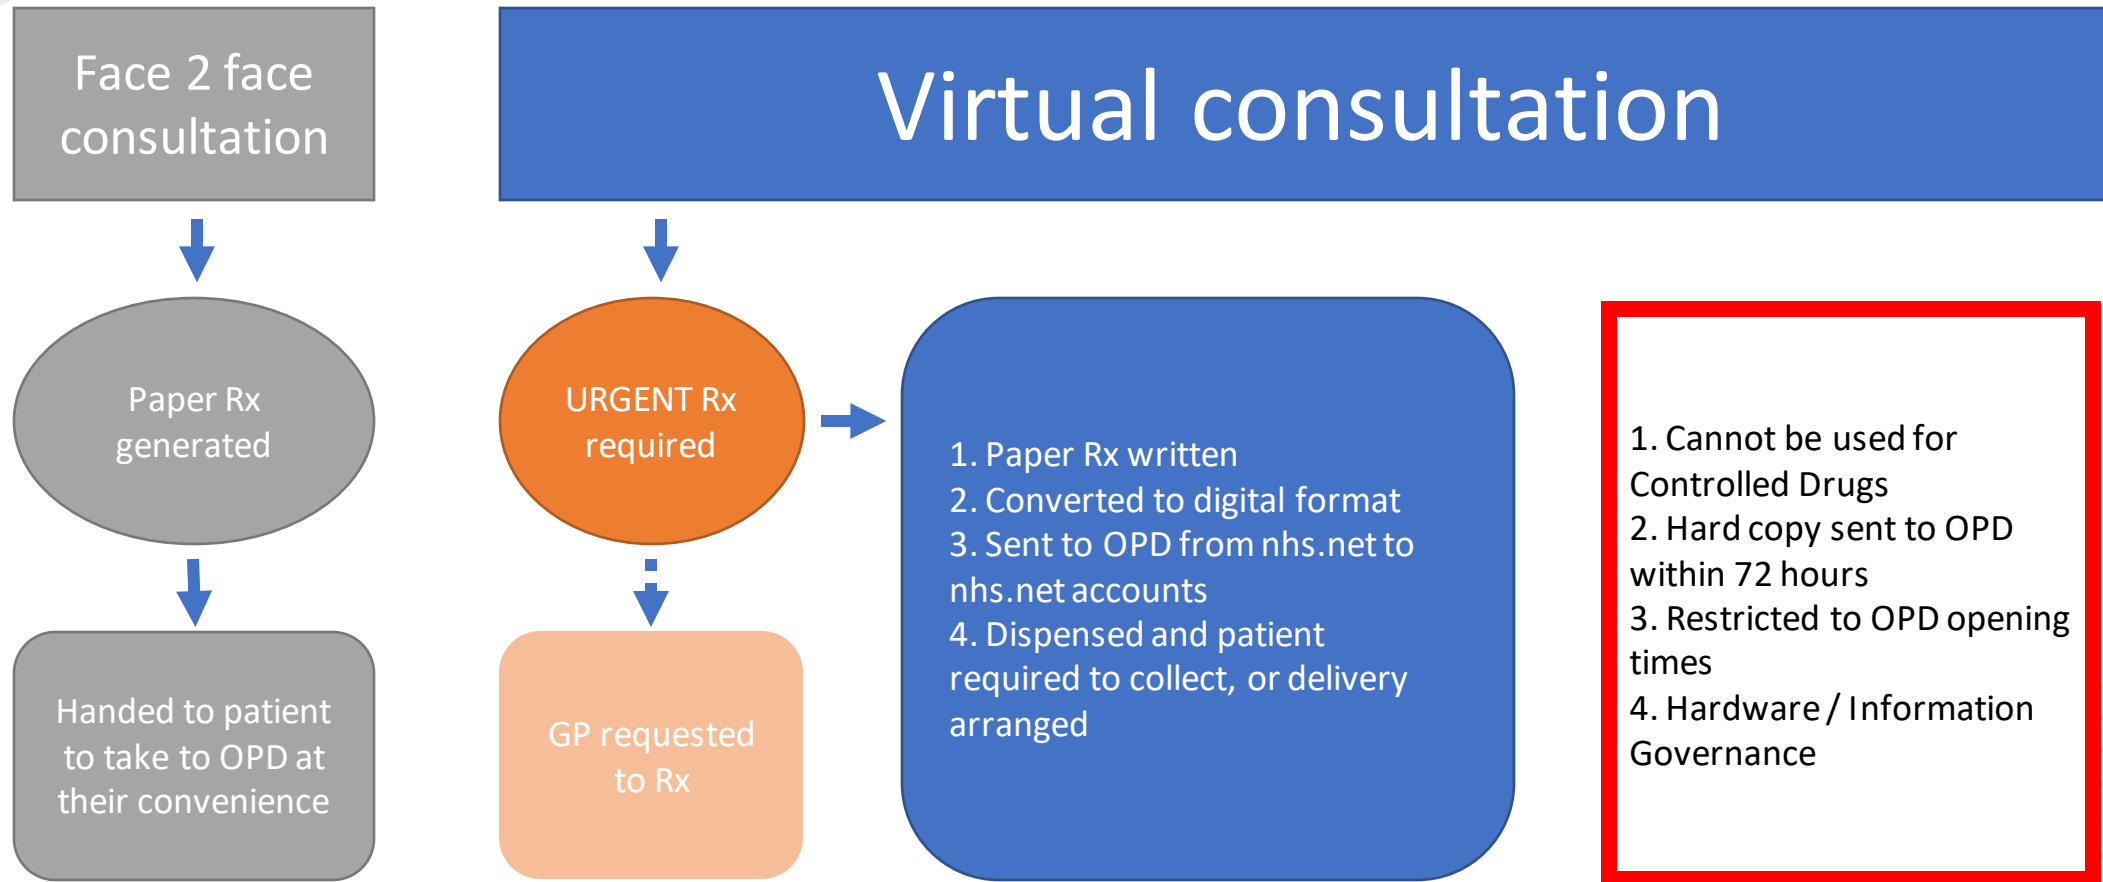 Face 2 face
consultation
Virtual consultation
Paper Rx
generated
URGENT Rx
required
Handed to patient
to take to OPD at
their convenience
GP requested
to Rx
1. Paper Rx written
2. Converted to digital format
3. Sent to OPD from nhs.net to
nhs.net accounts
4. Dispensed and patient
required to collect, or delivery
arranged
1. Cannot be used for
Controlled Drugs
2. Hard copy sent to OPD
within 72 hours
3. Restricted to OPD opening
times
4. Hardware / Information
Governance